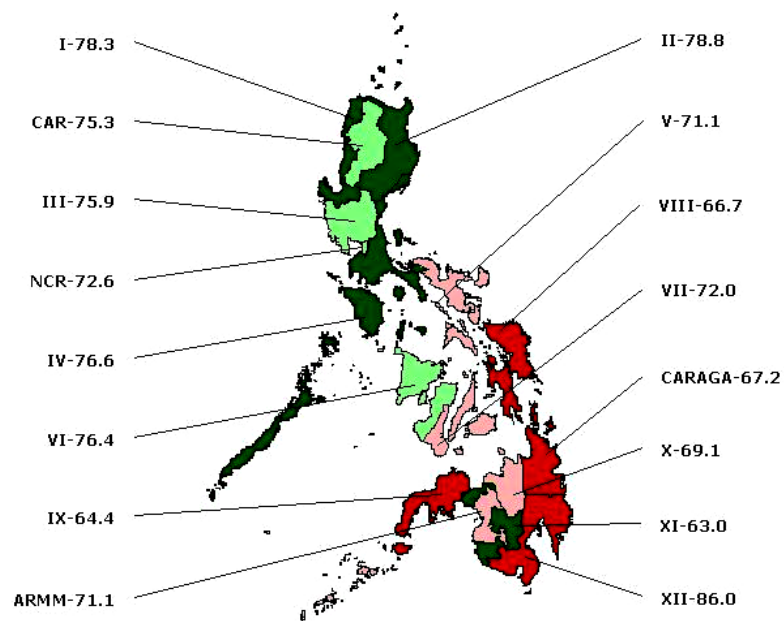 I-78.3
II-78.8
CAR-75.3
V-71.1
III-75.9
VIII-66.7
NCR-72.6
VII-72.0
IV-76.6
CARAGA-67.2
VI-76.4
X-69.1
IX-64.4
XI-63.0
ARMM-71.1
XII-86.0